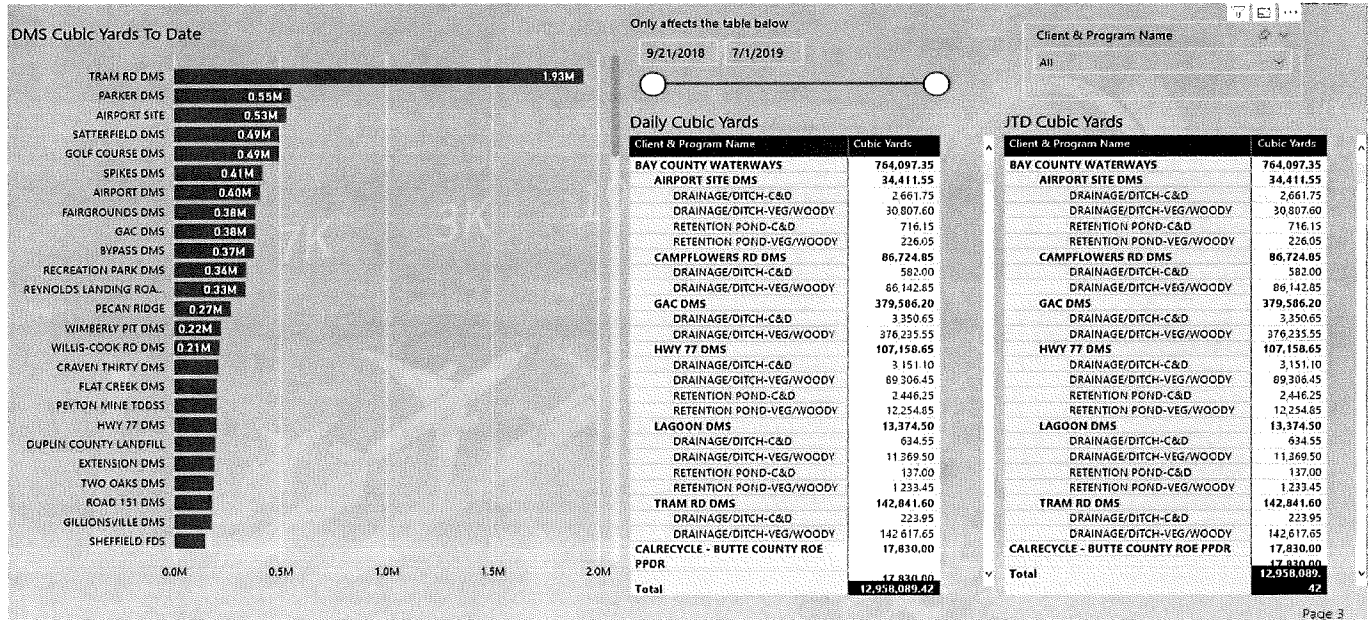 DMS Cubic Yards To Date
TRAM RD DMS 1.93M
PARKER DMS 0.55M
AIRPORT SITE 0.53M
SATTERFIELD DMS 0.49M
GOLF COURSE DMS 0.49M
SPIKES DMS 0.41M
AIRPORT DMS 0.40M
FAIRGROUNDS DMS 0.38M
GAC DMS 0.38M
BYPASS DMS 0.37M
RECREATION PARK DMS 0.34M
REYNOLDS LANDING ROA... 0.33M
PECAN RIDGE 0.27M
WIMBERLY PIT DMS 0.22M
WILLIS-COOK RD DMS 0.21M
CRAVEN THIRTY DMS
FLAT CREEK DMS
PEYTON MINE TDDSS
HWY 77 DMS
DUPLIN COUNTY LANDFILL
EXTENSION DMS
TWO OAKS DMS
ROAD 151 DMS
GILLIONSVILLE DMS
SHEFFIELD FDS
0.0M 0.5M 1.0M 1.5M 2.0M
Only affects the table below
9/21/2018 7/1/2019
Client & Program Name
All
Daily Cubic Yards
Client & Program Name Cubic Yards
BAY COUNTY WATERWAYS 764,097.35
AIRPORT SITE DMS 34,411.55
DRAINAGE/DITCH-C&D 2,661.75
DRAINAGE/DITCH-VEG/WOODY 30,807.60
RETENTION POND-C&D 716.15
RETENTION POND-VEG/WOODY 226.05
CAMPFLOWERS RD DMS 86,724.85
DRAINAGE/DITCH-C&D 582.00
DRAINAGE/DITCH-VEG/WOODY 86,142.85
GAC DMS 379,586.20
DRAINAGE/DITCH-C&D 3,350.65
DRAINAGE/DITCH-VEG/WOODY 376,235.55
HWY 77 DMS 107,158.65
DRAINAGE/DITCH-C&D 3,151.10
DRAINAGE/DITCH-VEG/WOODY 89,306.45
RETENTION POND-C&D 2,446.25
RETENTION POND-VEG/WOODY 12,254.85
LAGOON DMS 13,374.50
DRAINAGE/DITCH-C&D 634.55
DRAINAGE/DITCH-VEG/WOODY 11,369.50
RETENTION POND-C&D 137.00
RETENTION POND-VEG/WOODY 1,233.45
TRAM RD DMS 142,841.60
DRAINAGE/DITCH-C&D 223.95
DRAINAGE/DITCH-VEG/WOODY 142,617.65
CALRECYCLE - BUTTE COUNTY ROE 17,830.00
PPDR
17,830.00
Total 12,958,089.42
JTD Cubic Yards
Client & Program Name Cubic Yards
BAY COUNTY WATERWAYS 764,097.35
AIRPORT SITE DMS 34,411.55
DRAINAGE/DITCH-C&D 2,661.75
DRAINAGE/DITCH-VEG/WOODY 30,807.60
RETENTION POND-C&D 716.15
RETENTION POND-VEG/WOODY 226.05
CAMPFLOWERS RD DMS 86,724.85
DRAINAGE/DITCH-C&D 582.00
DRAINAGE/DITCH-VEG/WOODY 86,142.85
GAC DMS 379,586.20
DRAINAGE/DITCH-C&D 3,350.65
DRAINAGE/DITCH-VEG/WOODY 376,235.55
HWY 77 DMS 107,158.65
DRAINAGE/DITCH-C&D 3,151.10
DRAINAGE/DITCH-VEG/WOODY 89,306.45
RETENTION POND-C&D 2,446.25
RETENTION POND-VEG/WOODY 12,254.85
LAGOON DMS 13,374.50
DRAINAGE/DITCH-C&D 634.55
DRAINAGE/DITCH-VEG/WOODY 11,369.50
RETENTION POND-C&D 137.00
RETENTION POND-VEG/WOODY 1,233.45
TRAM RD DMS 142,841.60
DRAINAGE/DITCH-C&D 223.95
DRAINAGE/DITCH-VEG/WOODY 142,617.65
CALRECYCLE - BUTTE COUNTY ROE PPDR 17,830.00
17,830.00
Total 12,958,089.
42
Page 3